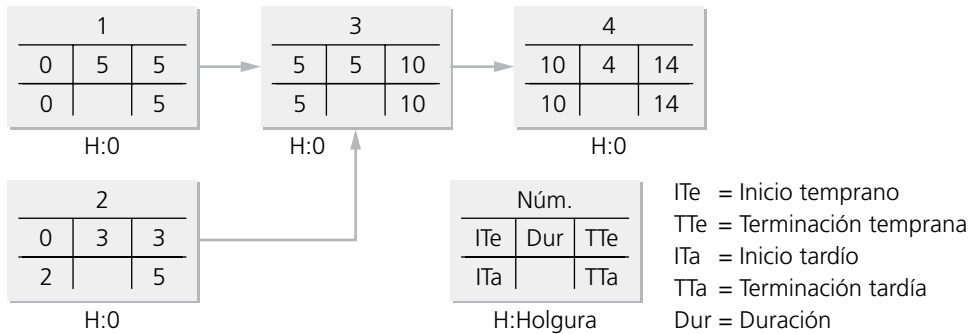 1
0 5 5
0 5
H:0
3
5 5 10
5 10
H:0
4
10 4 14
10 14
H:0
2
0 3 3
2 5
H:0
Núm.
ITe Dur TTe
ITa TTa
H:Holgura
ITe = Inicio temprano
TTe = Terminación temprana
ITa = Inicio tardío
TTa = Terminación tardía
Dur = Duración